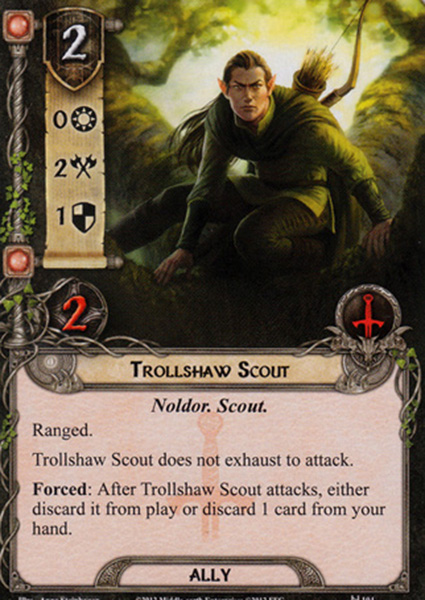 2
0
2
1
2
TROLLSHAW SCOUT
Noldor. Scout.
Ranged.
Trollshaw Scout does not exhaust to attack.
Forced: After Trollshaw Scout attacks, either
discard it from play or discard 1 card from your
hand.
ALLY